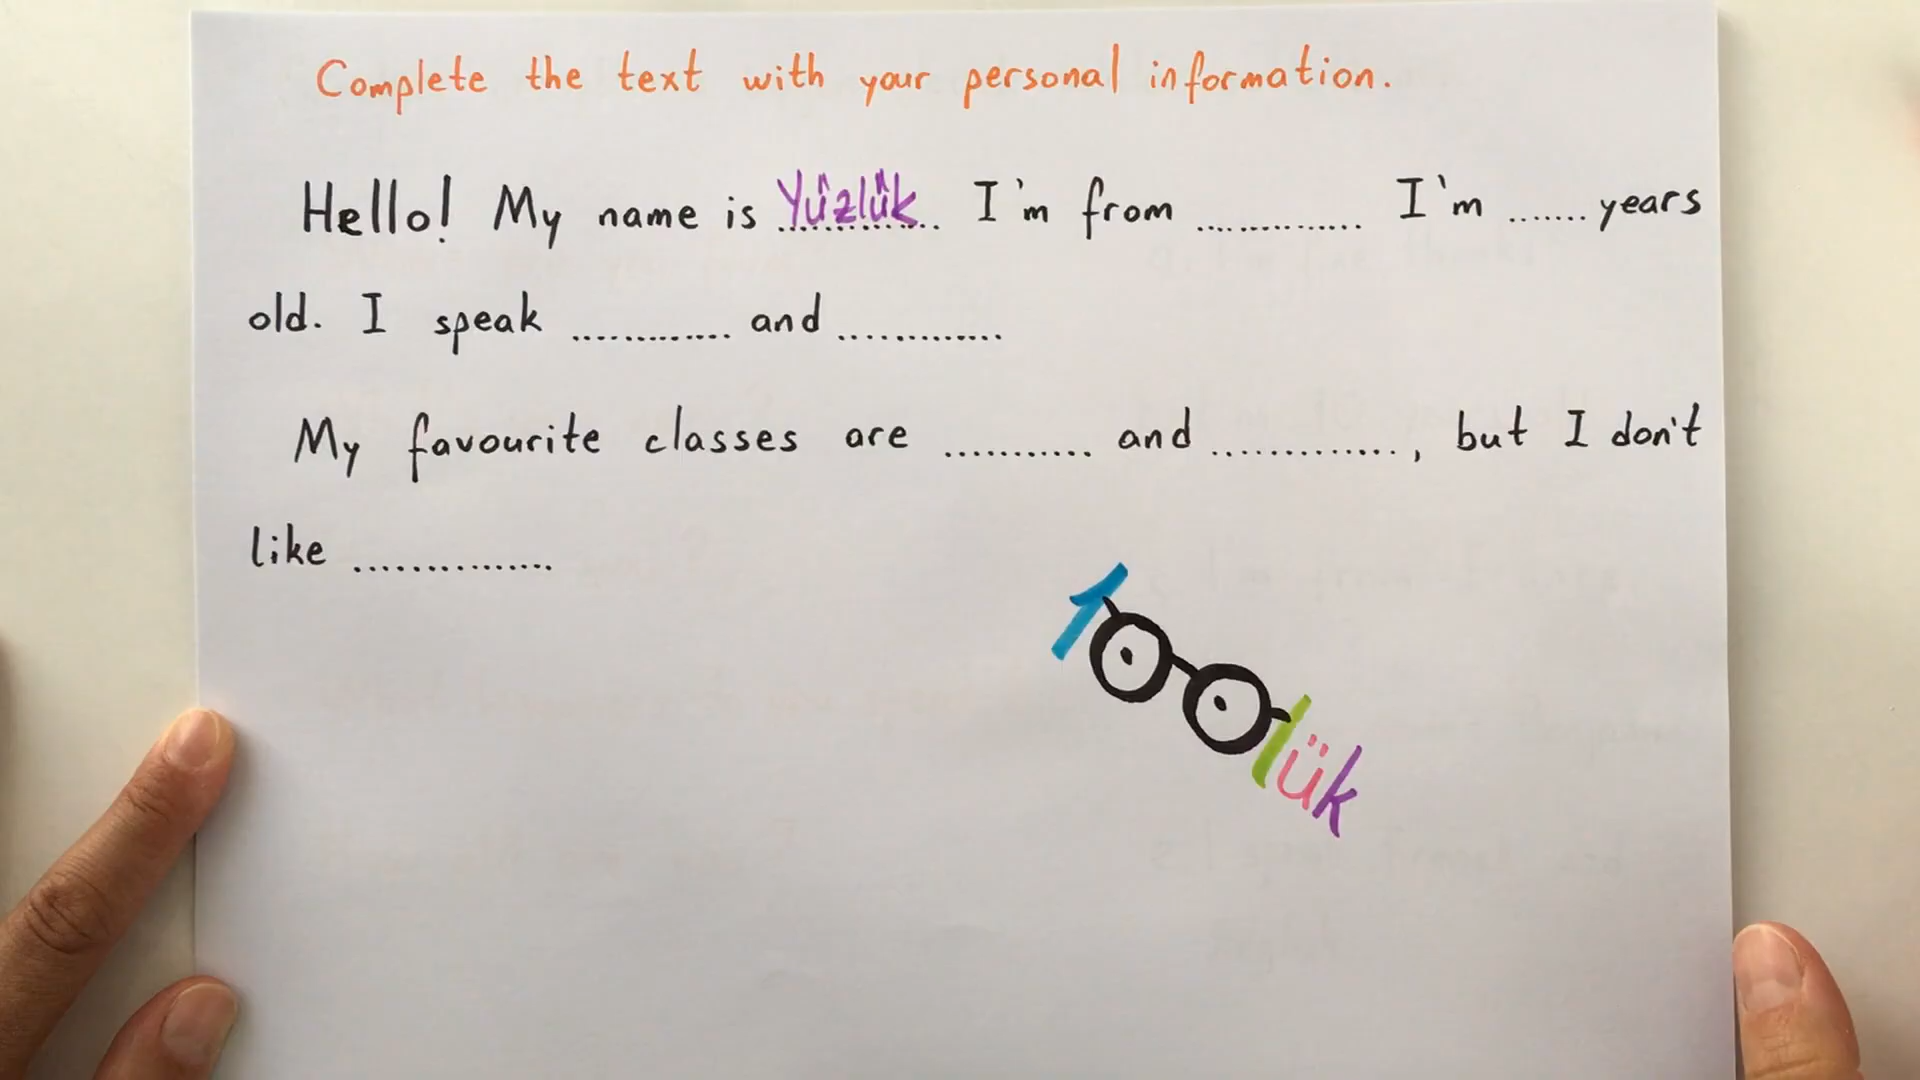 Complete the text with your personal information.
Hello! My name is Yüzlük. I'm from .............. I'm ....... years
old. I speak ............. and .............
My favourite classes are ........... and ............., but I don't
like ...............
100lük